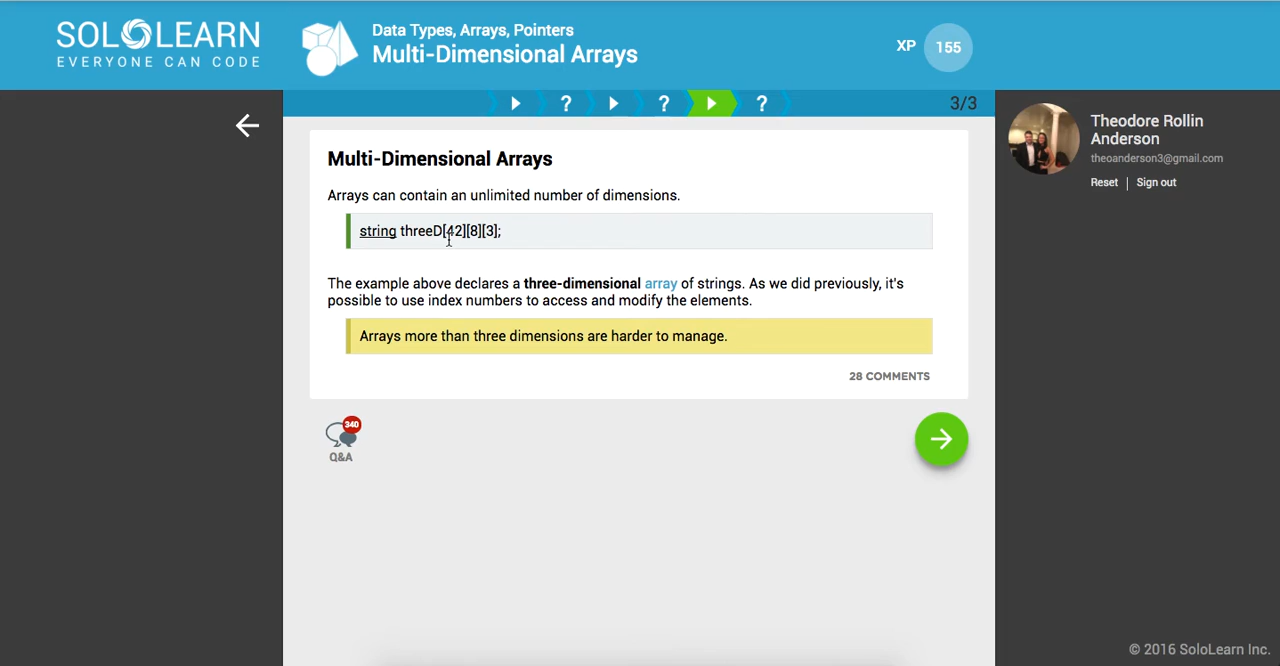 SOLOLEARN
EVERYONE CAN CODE
Data Types, Arrays, Pointers
Multi-Dimensional Arrays
XP 155
? ? ? 3/3
Theodore Rollin
Anderson
theoanderson3@gmail.com
Reset | Sign out
Multi-Dimensional Arrays
Arrays can contain an unlimited number of dimensions.
string threeD[42][8][3];
The example above declares a three-dimensional array of strings. As we did previously, it's
possible to use index numbers to access and modify the elements.
Arrays more than three dimensions are harder to manage.
28 COMMENTS
340
Q&A
© 2016 SoloLearn Inc.